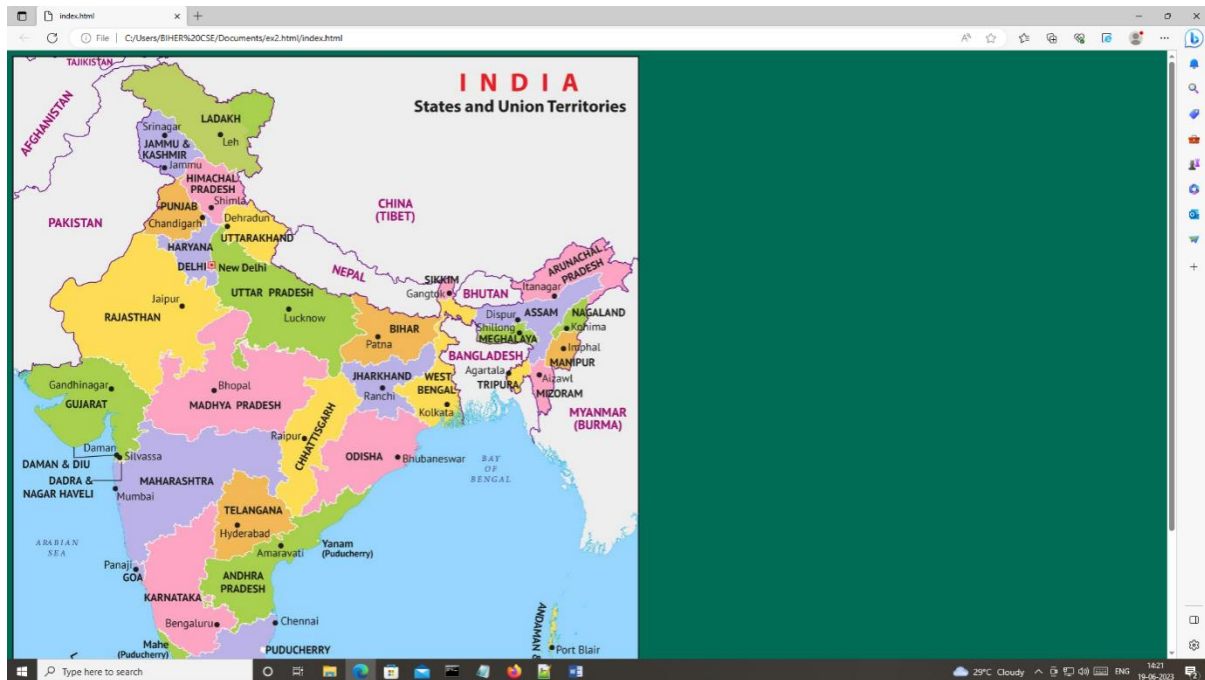 index.html
File
C:/Users/BIHER%20CSE/Documents/ex2.html/index.html
INDIA
States and Union Territories
TAJIKISTAN
AFGHANISTAN
LADAKH
Leh
Srinagar
JAMMU &
KASHMIR
Jammu
HIMACHAL
PRADESH
Shimla
PUNJAB
Chandigarh
Dehradun
UTTARAKHAND
PAKISTAN
CHINA
(TIBET)
HARYANA
DELHI
New Delhi
NEPAL
SIKKIM
Gangtok
BHUTAN
ARUNACHAL
PRADESH
Itanagar
Jaipur
RAJASTHAN
UTTAR PRADESH
Lucknow
BIHAR
Patna
Dispur
ASSAM
NAGALAND
Shillong
Kohima
MEGHALAYA
Imphal
MANIPUR
BANGLADESH
Agartala
TRIPURA
Aizawl
MIZORAM
Gandhinagar
GUJARAT
Bhopal
MADHYA PRADESH
JHARKHAND
Ranchi
WEST
BENGAL
Kolkata
MYANMAR
(BURMA)
Raipur
CHHATTISGARH
ODISHA
Bhubaneswar
BAY
OF
BENGAL
Daman
Silvassa
DAMAN & DIU
DADRA &
NAGAR HAVELI
MAHARASHTRA
Mumbai
TELANGANA
Hyderabad
ARABIAN
SEA
Amaravati
Yanam
(Puducherry)
Panaji
GOA
ANDHRA
PRADESH
KARNATAKA
Bengaluru
Chennai
Mahe
(Puducherry)
PUDUCHERRY
ANDAMAN &
Port Blair
Type here to search
29°C Cloudy
ENG
14:21
19-06-2023